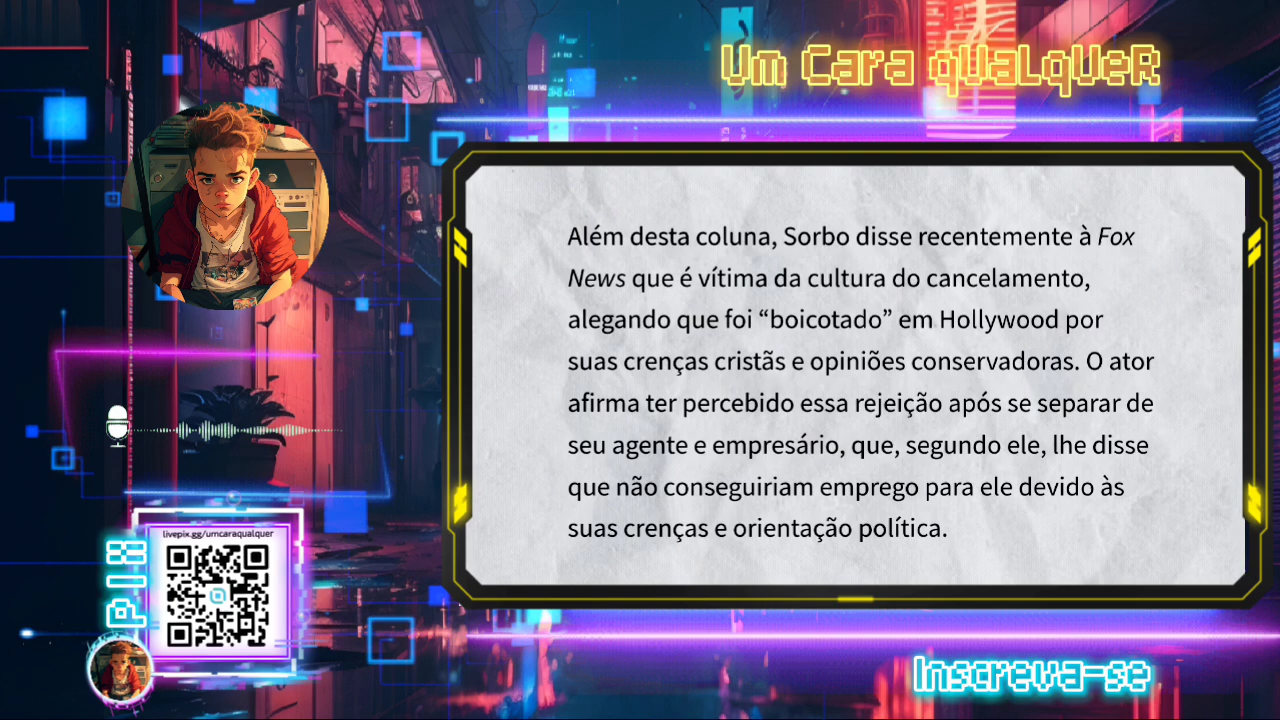 Um Cara qUaLqUeR
Além desta coluna, Sorbo disse recentemente à Fox
News que é vítima da cultura do cancelamento,
alegando que foi “boicotado” em Hollywood por
suas crenças cristãs e opiniões conservadoras. O ator
afirma ter percebido essa rejeição após se separar de
seu agente e empresário, que, segundo ele, lhe disse
que não conseguiriam emprego para ele devido às
suas crenças e orientação política.
livepix.gg/umcaraqualquer
PIX
Inscreva-se